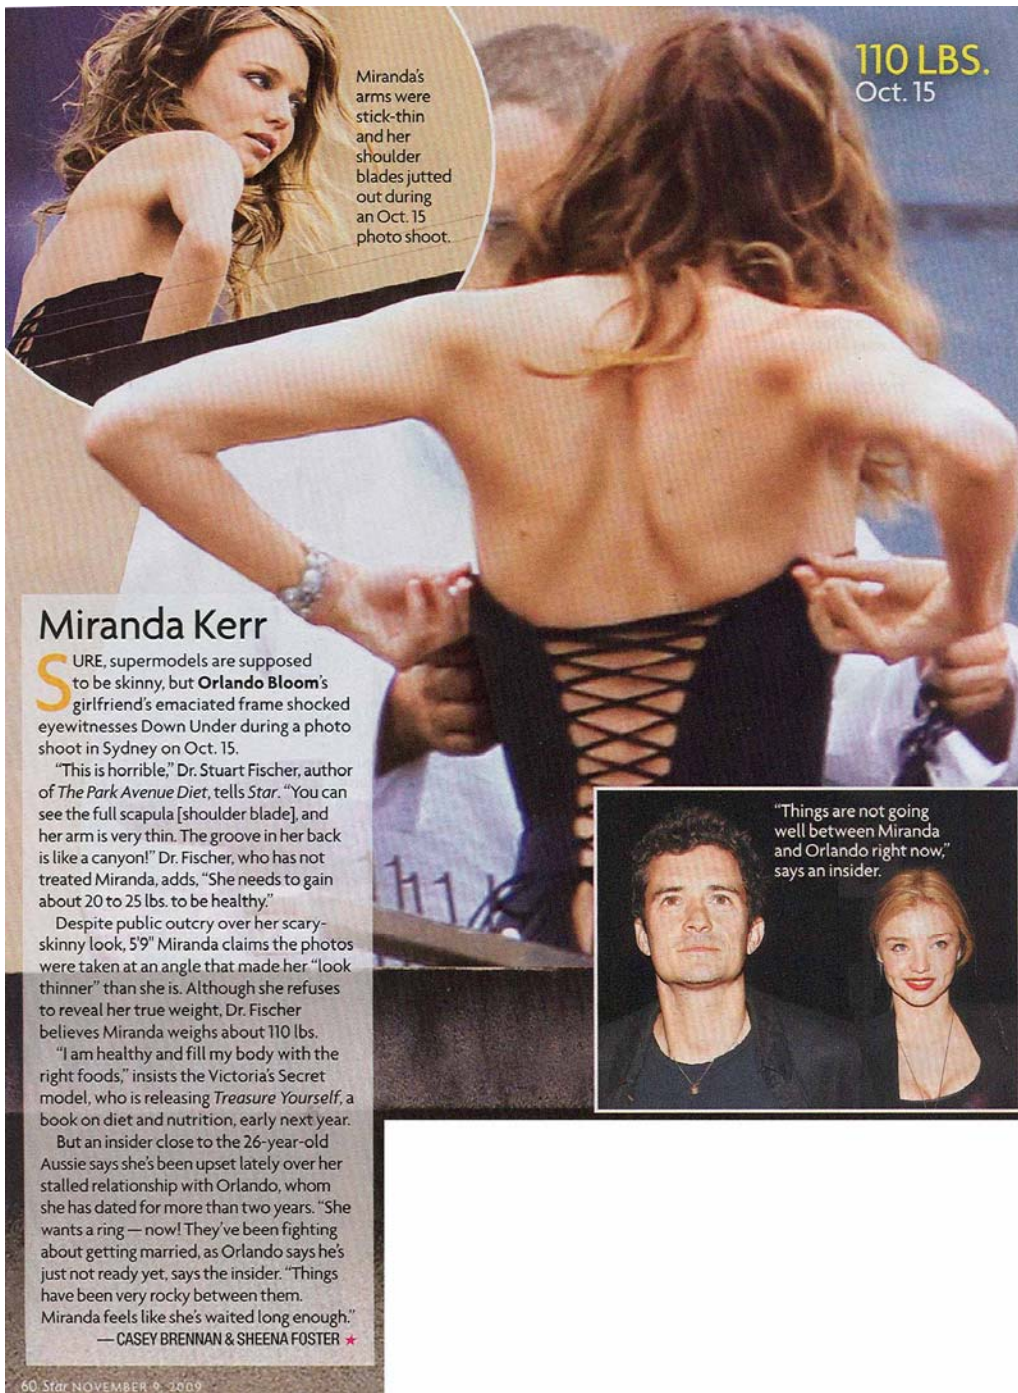 Miranda's
arms were
stick-thin
and her
shoulder
blades jutted
out during
an Oct. 15
photo shoot.
110 LBS.
Oct. 15
Miranda Kerr
SURE, supermodels are supposed
to be skinny, but Orlando Bloom's
girlfriend's emaciated frame shocked
eyewitnesses Down Under during a photo
shoot in Sydney on Oct. 15.
"This is horrible," Dr. Stuart Fischer, author
of The Park Avenue Diet, tells Star. "You can
see the full scapula [shoulder blade], and
her arm is very thin. The groove in her back
is like a canyon!" Dr. Fischer, who has not
treated Miranda, adds, "She needs to gain
about 20 to 25 lbs. to be healthy."
Despite public outcry over her scary-
skinny look, 5'9" Miranda claims the photos
were taken at an angle that made her "look
thinner" than she is. Although she refuses
to reveal her true weight, Dr. Fischer
believes Miranda weighs about 110 lbs.
"I am healthy and fill my body with the
right foods," insists the Victoria's Secret
model, who is releasing Treasure Yourself, a
book on diet and nutrition, early next year.
But an insider close to the 26-year-old
Aussie says she's been upset lately over her
stalled relationship with Orlando, whom
she has dated for more than two years. "She
wants a ring — now! They've been fighting
about getting married, as Orlando says he's
just not ready yet, says the insider. "Things
have been very rocky between them.
Miranda feels like she's waited long enough."
— CASEY BRENNAN & SHEENA FOSTER
"Things are not going
well between Miranda
and Orlando right now,"
says an insider.
60 Star NOVEMBER 9, 2009